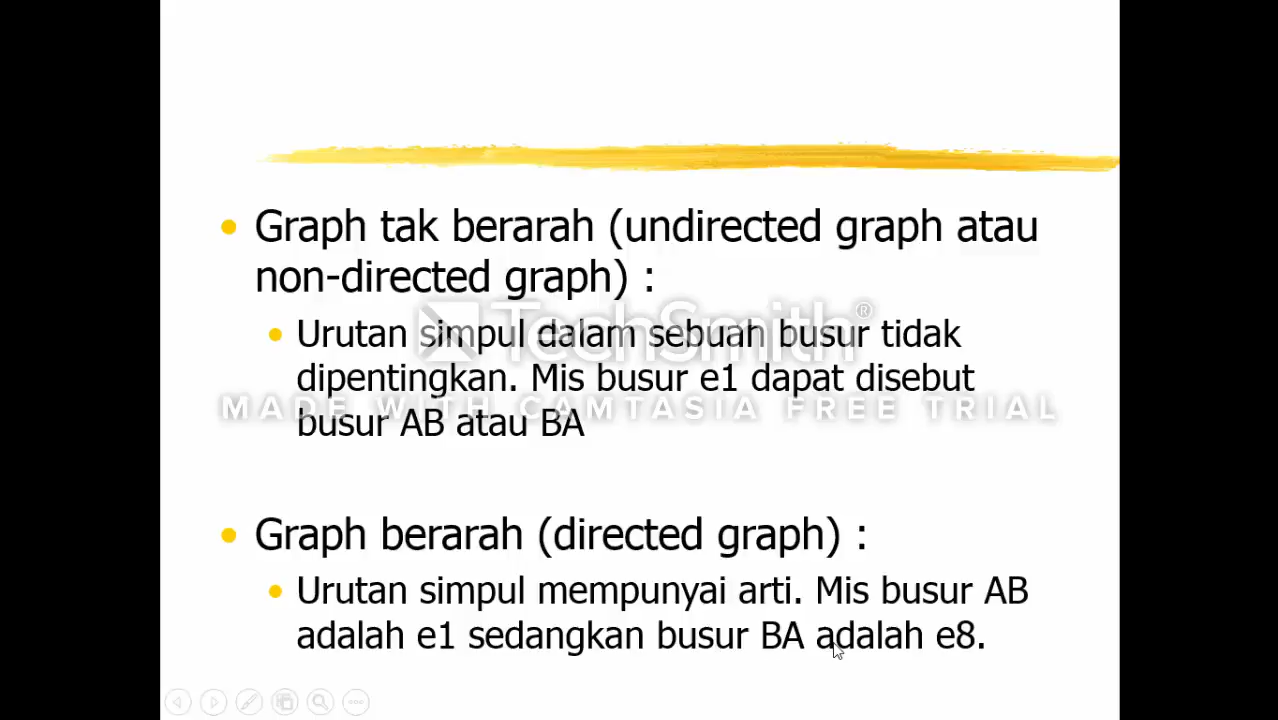 Graph tak berarah (undirected graph atau
non-directed graph) :
Urutan simpul dalam sebuah busur tidak
dipentingkan. Mis busur e1 dapat disebut
busur AB atau BA
TechSmith®
MADE WITH CAMTASIA FREE TRIAL
Graph berarah (directed graph) :
Urutan simpul mempunyai arti. Mis busur AB
adalah e1 sedangkan busur BA adalah e8.